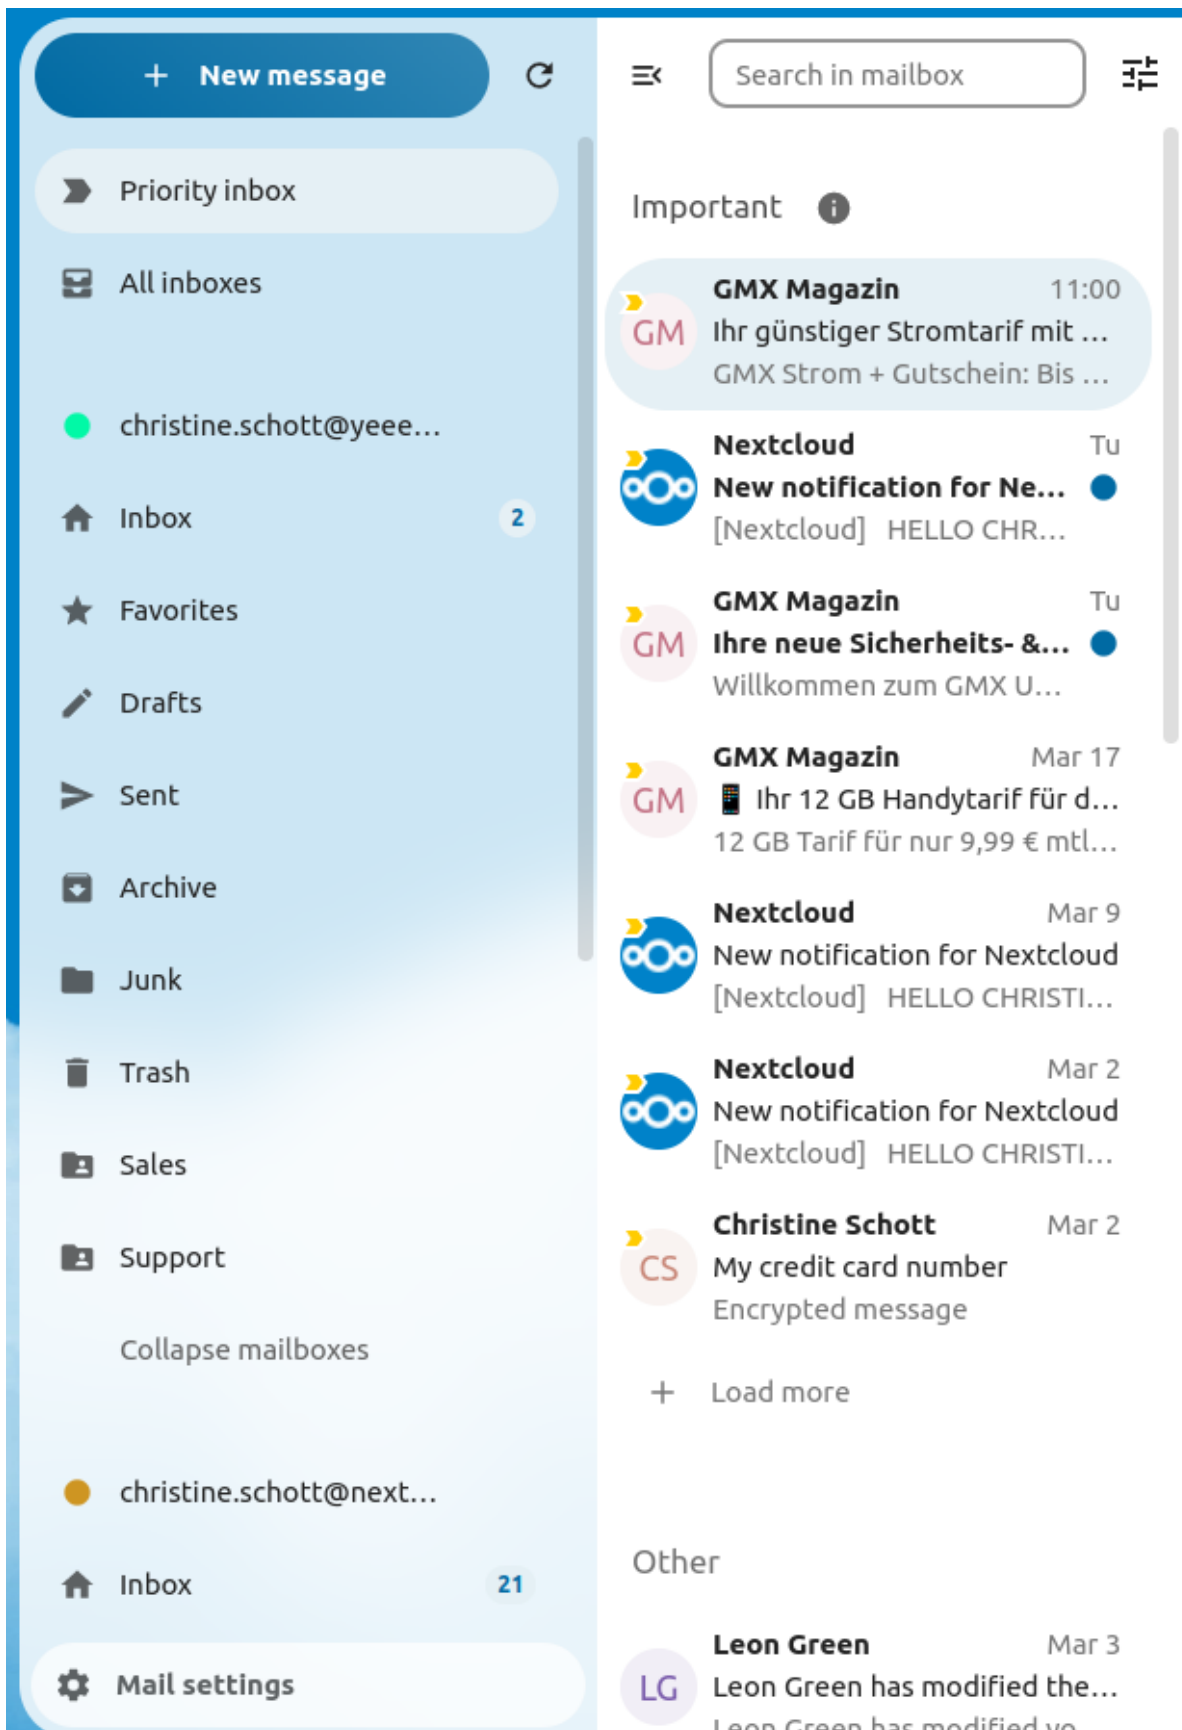 New message
Priority inbox
All inboxes
christine.schott@yeee...
Inbox 2
Favorites
Drafts
Sent
Archive
Junk
Trash
Sales
Support
Collapse mailboxes
christine.schott@next...
Inbox 21
Mail settings
Search in mailbox
Important
GM
GMX Magazin 11:00
Ihr günstiger Stromtarif mit ...
GMX Strom + Gutschein: Bis ...
Nextcloud Tu
New notification for Ne...
[Nextcloud] HELLO CHR...
GM
GMX Magazin Tu
Ihre neue Sicherheits- &...
Willkommen zum GMX U...
GM
GMX Magazin Mar 17
📱 Ihr 12 GB Handytarif für d...
12 GB Tarif für nur 9,99 € mtl...
Nextcloud Mar 9
New notification for Nextcloud
[Nextcloud] HELLO CHRISTI...
Nextcloud Mar 2
New notification for Nextcloud
[Nextcloud] HELLO CHRISTI...
CS
Christine Schott Mar 2
My credit card number
Encrypted message
Load more
Other
LG
Leon Green Mar 3
Leon Green has modified the...
Leon Green has modified yo...